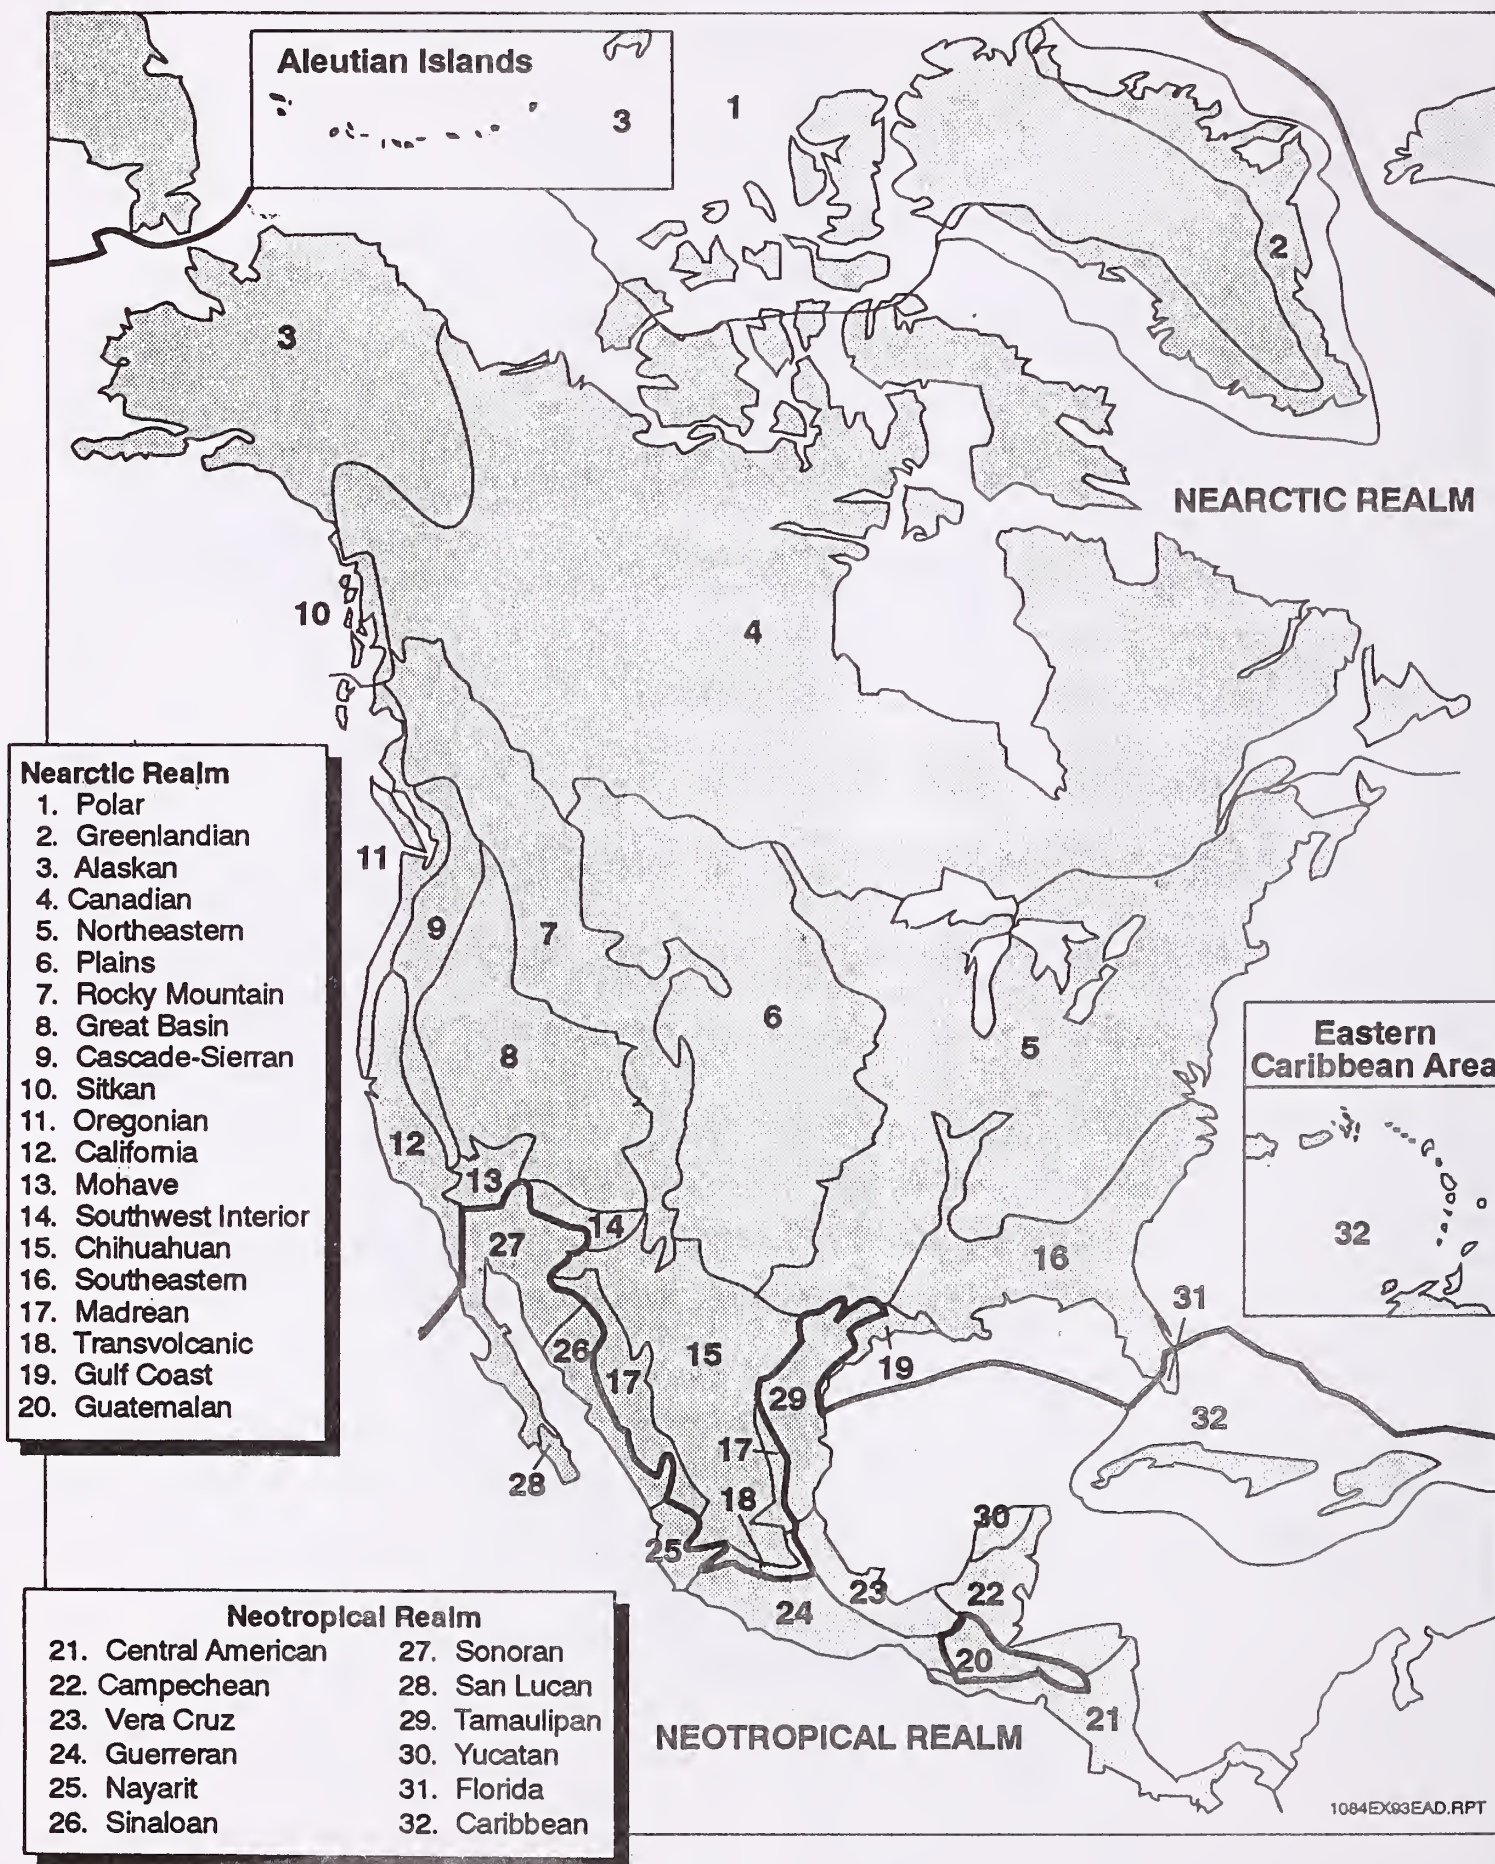 Aleutian Islands
3
1
2
3
NEARCTIC REALM
10
4
Nearctic Realm
1. Polar
2. Greenlandian
3. Alaskan
4. Canadian
5. Northeastern
6. Plains
7. Rocky Mountain
8. Great Basin
9. Cascade-Sierran
10. Sitkan
11. Oregonian
12. California
13. Mohave
14. Southwest Interior
15. Chihuahuan
16. Southeastern
17. Madrean
18. Transvolcanic
19. Gulf Coast
20. Guatemalan
11
9
7
6
5
8
12
13
14
27
16
Eastern
Caribbean Area
32
31
26
15
19
17
29
32
17
28
18
30
25
23
22
24
20
21
Neotropical Realm
21. Central American
22. Campechean
23. Vera Cruz
24. Guerreran
25. Nayarit
26. Sinaloan
27. Sonoran
28. San Lucan
29. Tamaulipan
30. Yucatan
31. Florida
32. Caribbean
NEOTROPICAL REALM
1084EX93EAD.RPT